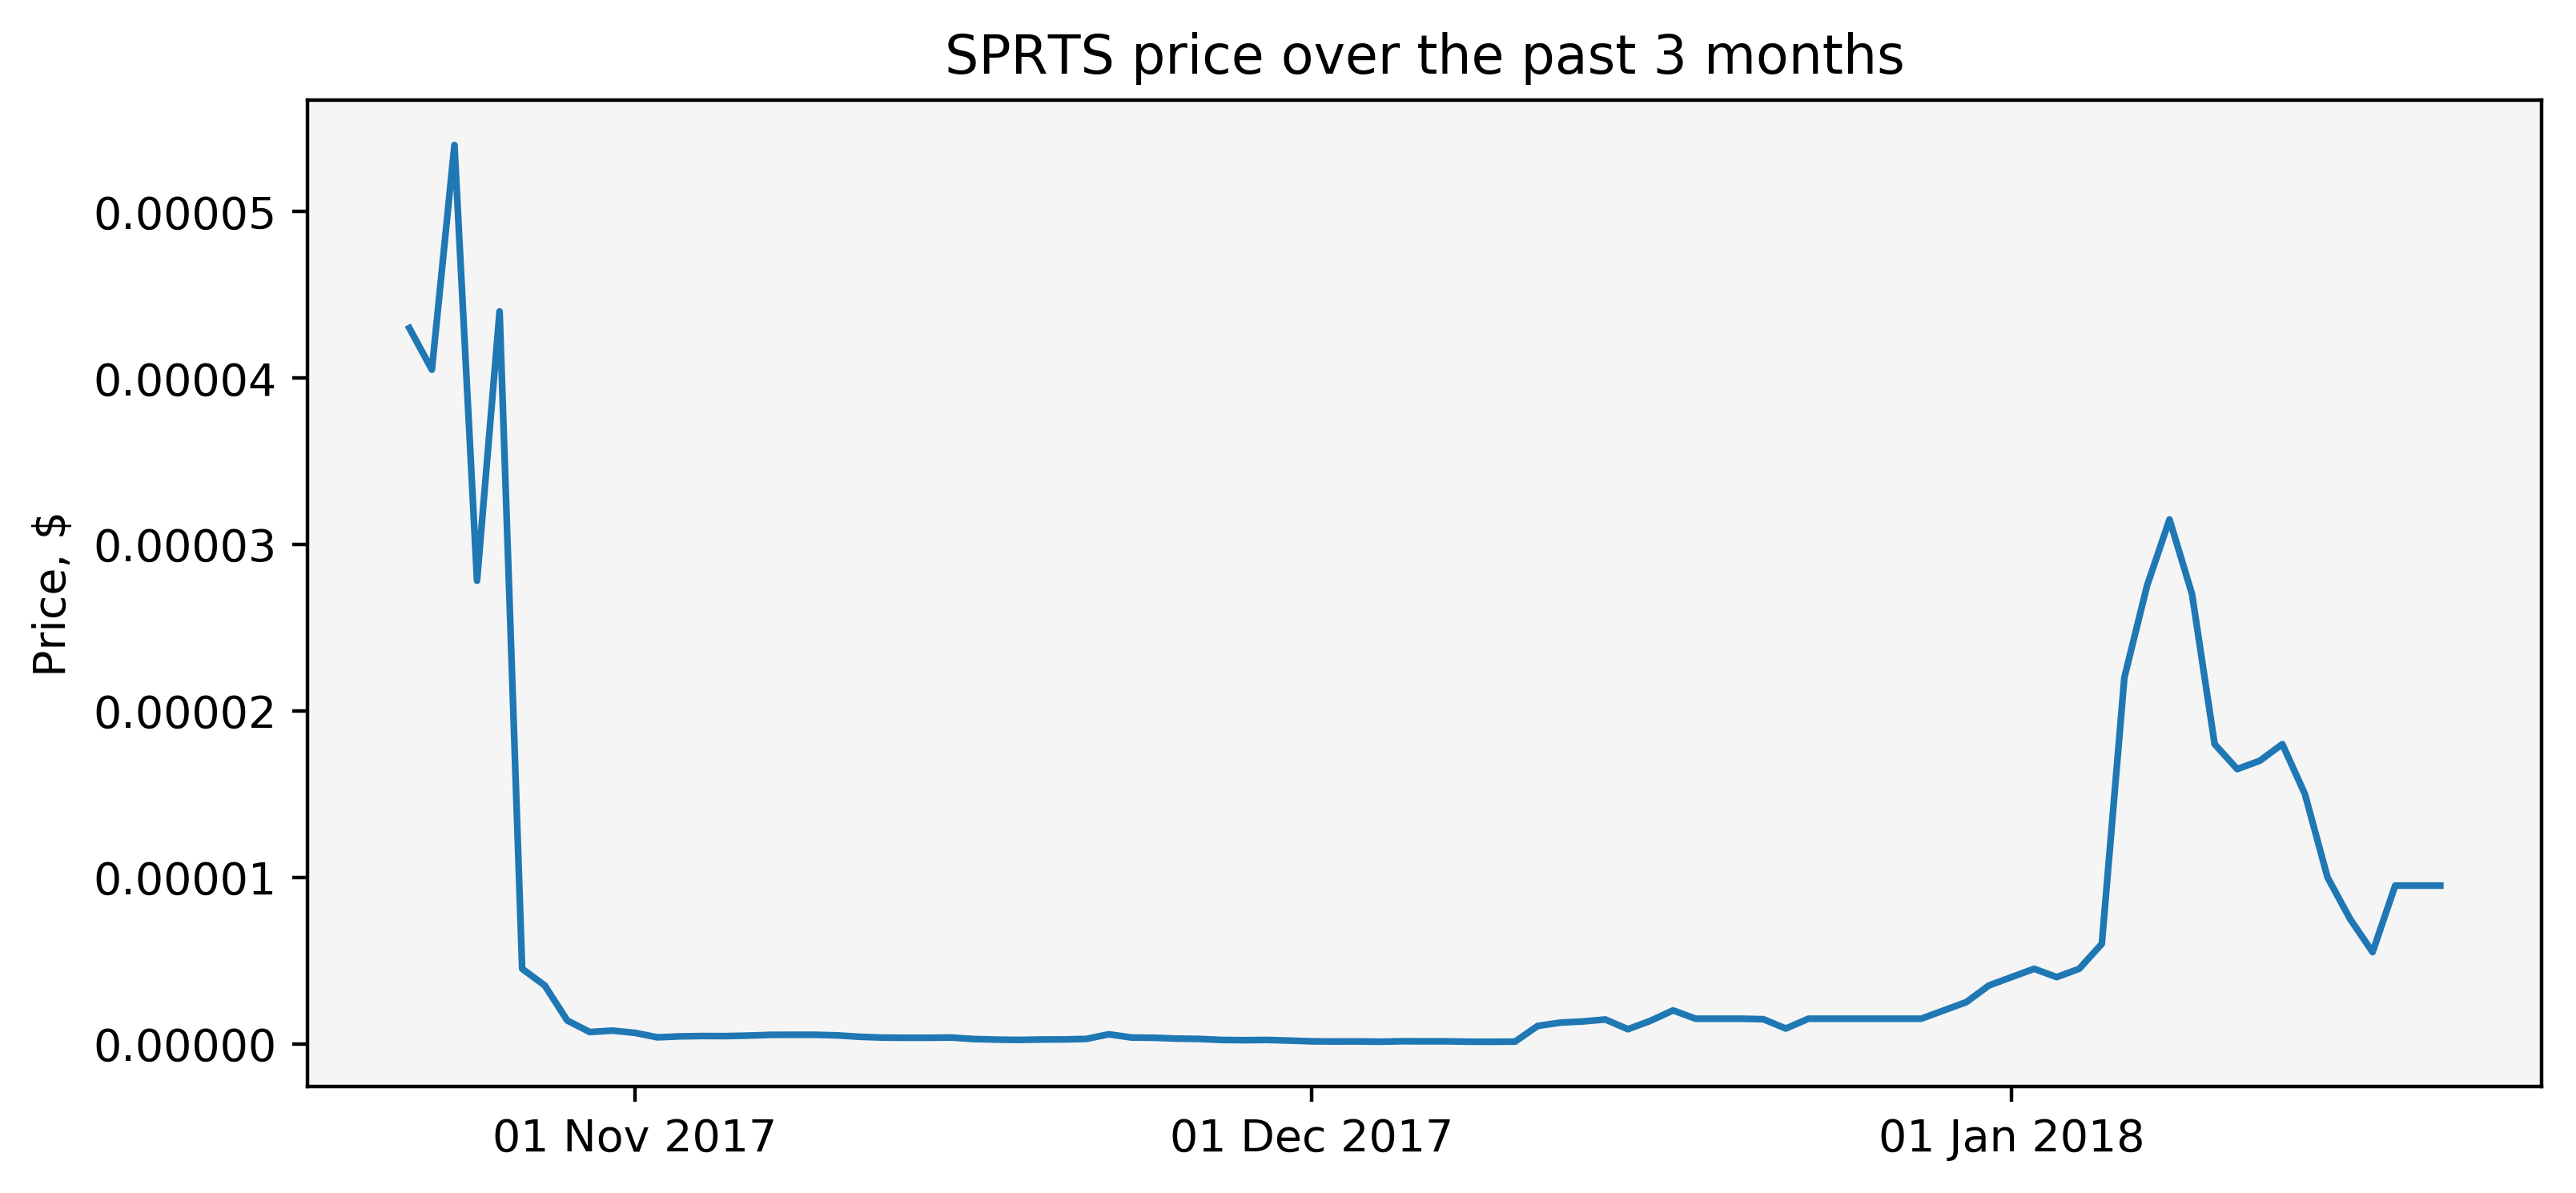 SPRTS price over the past 3 months
Price, $
0.00005
0.00004
0.00003
0.00002
0.00001
0.00000
01 Nov 2017
01 Dec 2017
01 Jan 2018